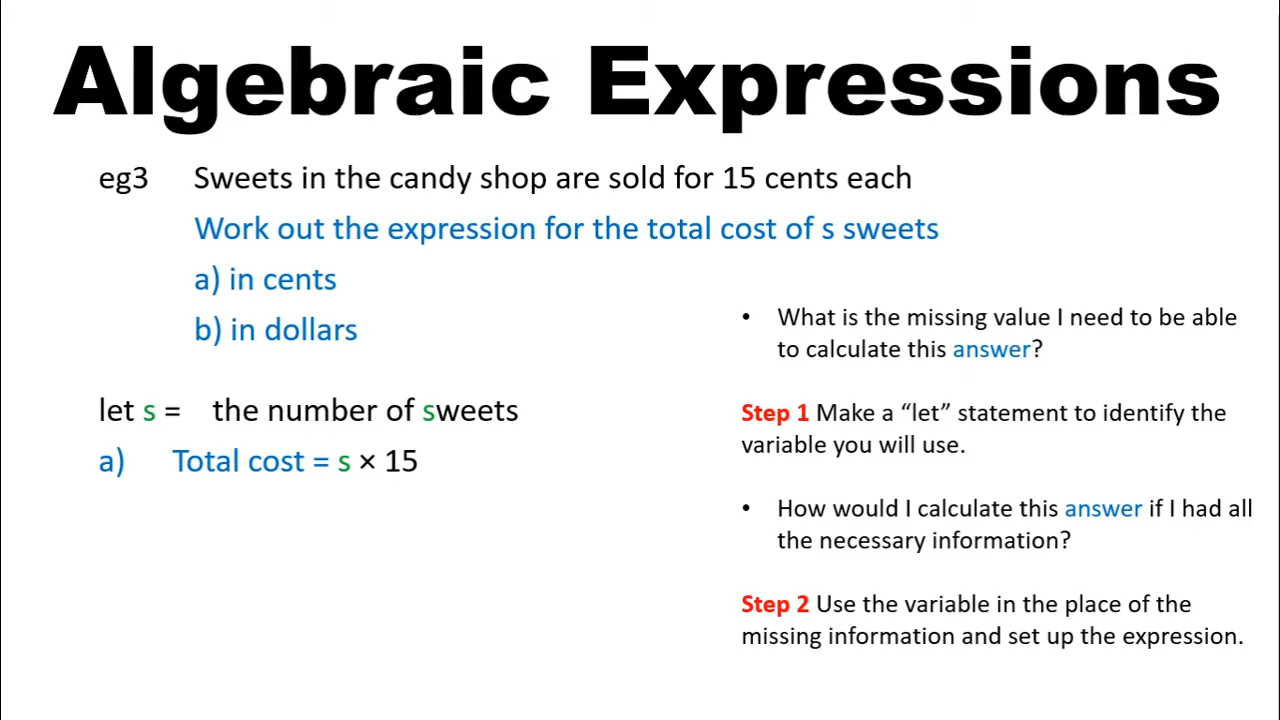 Algebraic Expressions
eg3 Sweets in the candy shop are sold for 15 cents each
Work out the expression for the total cost of s sweets
a) in cents
b) in dollars
let s = the number of sweets
a) Total cost = s × 15
• What is the missing value I need to be able
to calculate this answer?
Step 1 Make a “let” statement to identify the
variable you will use.
• How would I calculate this answer if I had all
the necessary information?
Step 2 Use the variable in the place of the
missing information and set up the expression.